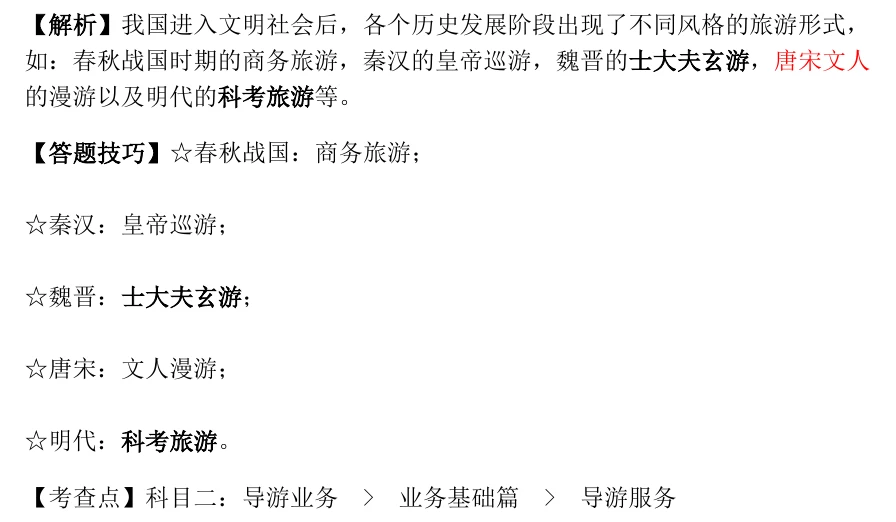 【解析】我国进入文明社会后，各个历史发展阶段出现了不同风格的旅游形式，
如：春秋战国时期的商务旅游，秦汉的皇帝巡游，魏晋的士大夫玄游，唐宋文人
的漫游以及明代的科考旅游等。
【答题技巧】☆春秋战国：商务旅游；
☆秦汉：皇帝巡游；
☆魏晋：士大夫玄游；
☆唐宋：文人漫游；
☆明代：科考旅游。
【考查点】科目二：导游业务 > 业务基础篇 > 导游服务